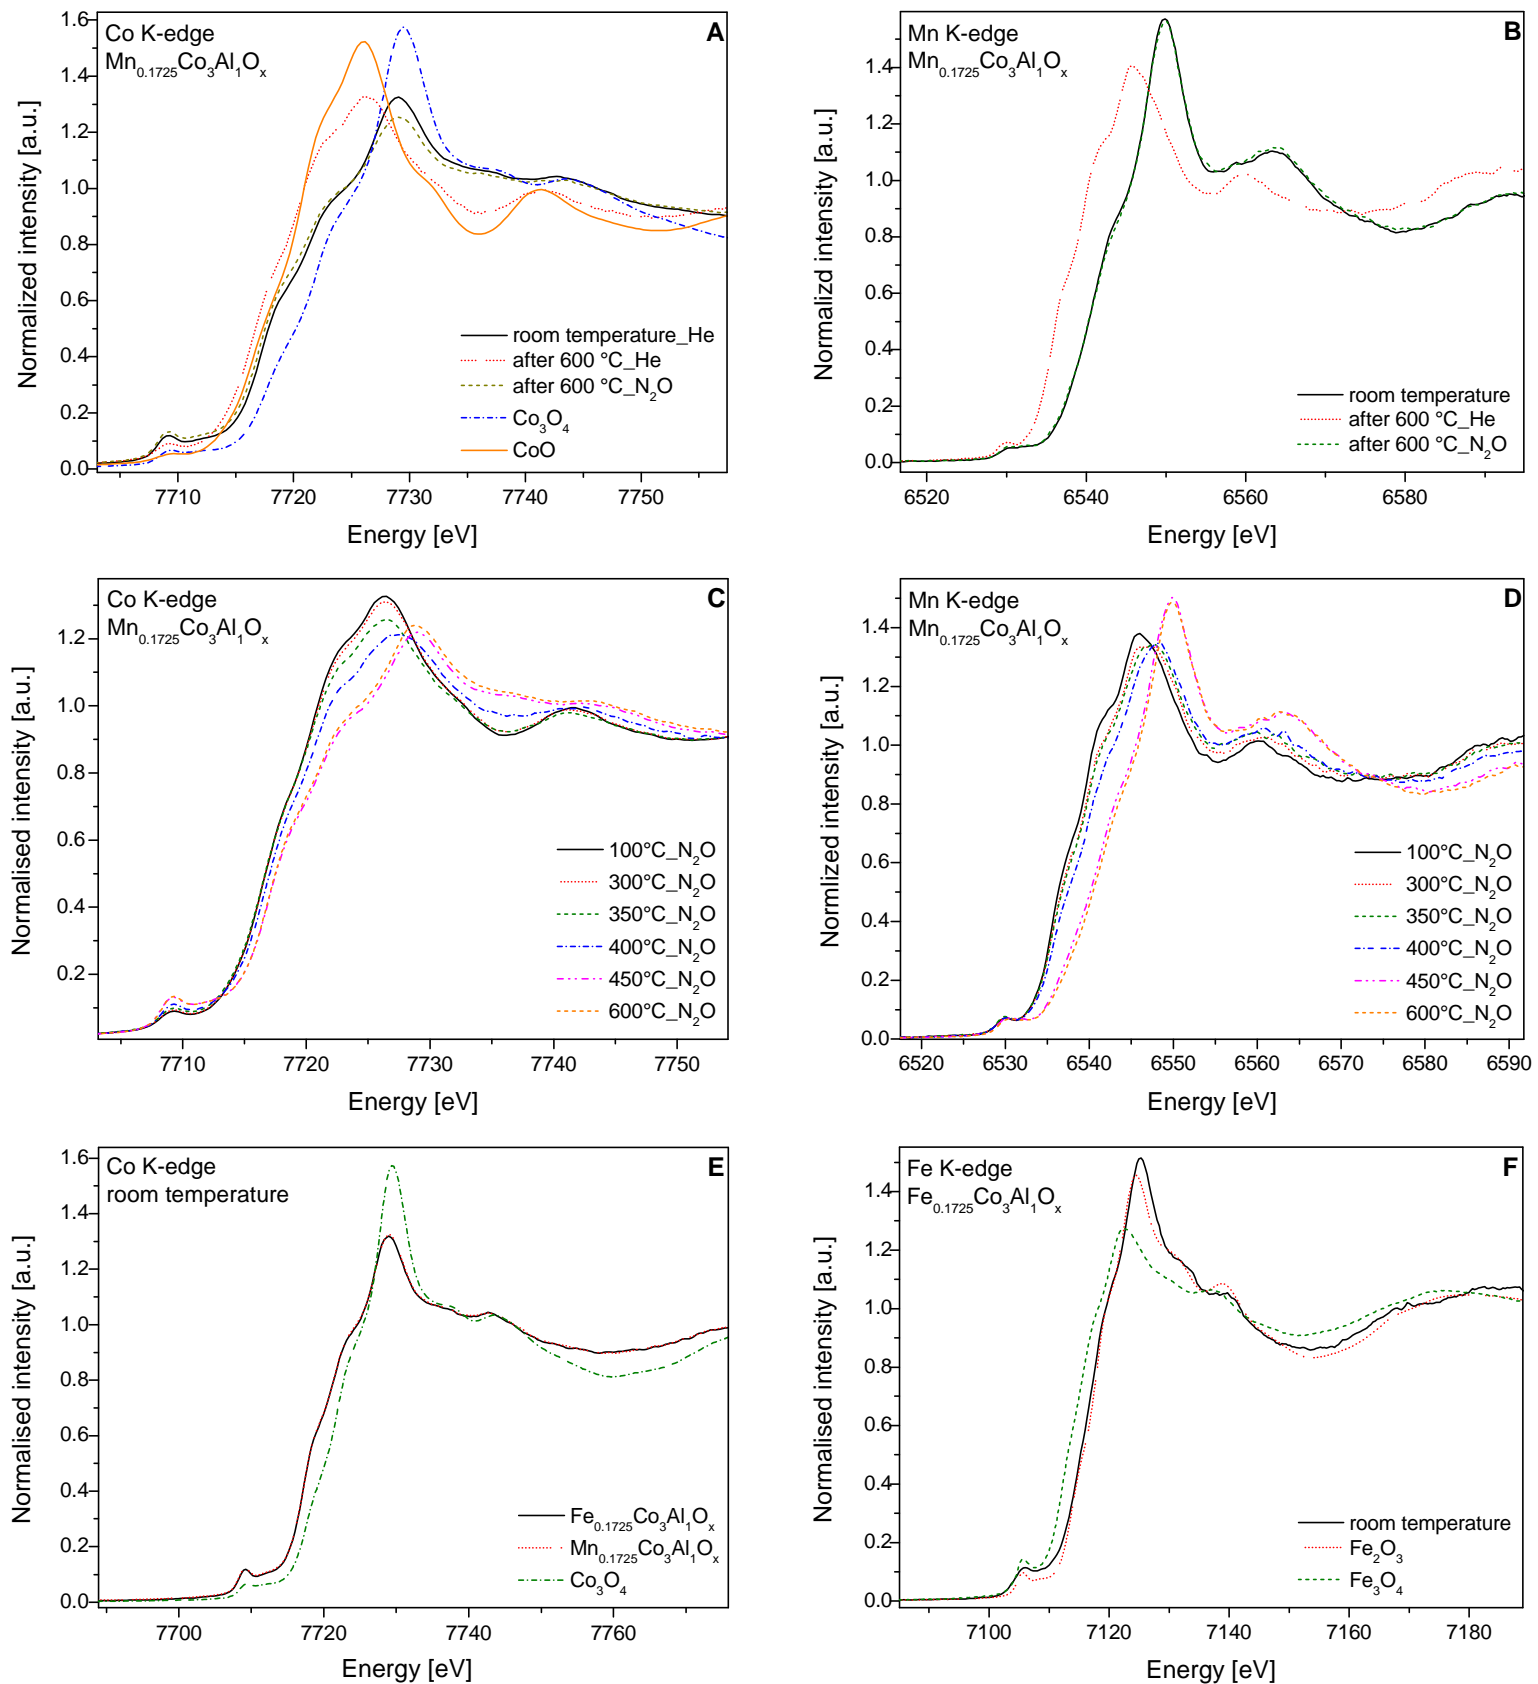 A
Co K-edge
Mn0.1725Co3Al1Ox
Normalized intensity [a.u.]
1.6
1.4
1.2
1.0
0.8
0.6
0.4
0.2
0.0
room temperature_He
after 600 °C_He
after 600 °C_N2O
Co3O4
CoO
7710 7720 7730 7740 7750
Energy [eV]
B
Mn K-edge
Mn0.1725Co3Al1Ox
Normalizd intensity [a.u.]
1.4
1.2
1.0
0.8
0.6
0.4
0.2
0.0
room temperature
after 600 °C_He
after 600 °C_N2O
6520 6540 6560 6580
Energy [eV]
C
Co K-edge
Mn0.1725Co3Al1Ox
Normalised intensity [a.u.]
1.2
1.0
0.8
0.6
0.4
0.2
100°C_N2O
300°C_N2O
350°C_N2O
400°C_N2O
450°C_N2O
600°C_N2O
7710 7720 7730 7740 7750
Energy [eV]
D
Mn K-edge
Mn0.1725Co3Al1Ox
Normlized intensity [a.u.]
1.4
1.2
1.0
0.8
0.6
0.4
0.2
0.0
100°C_N2O
300°C_N2O
350°C_N2O
400°C_N2O
450°C_N2O
600°C_N2O
6520 6530 6540 6550 6560 6570 6580 6590
Energy [eV]
E
Co K-edge
room temperature
Normalised intensity [a.u.]
1.6
1.4
1.2
1.0
0.8
0.6
0.4
0.2
0.0
Fe0.1725Co3Al1Ox
Mn0.1725Co3Al1Ox
Co3O4
7700 7720 7740 7760
Energy [eV]
F
Fe K-edge
Fe0.1725Co3Al1Ox
Normalised intensity [a.u.]
1.4
1.2
1.0
0.8
0.6
0.4
0.2
0.0
room temperature
Fe2O3
Fe3O4
7100 7120 7140 7160 7180
Energy [eV]